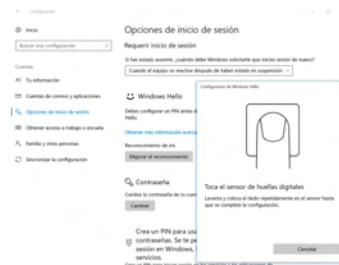 Configuración
Inicio
Buscar una configuración
Cuentas
Tu información
Cuentas de correo y aplicaciones
Opciones de inicio de sesión
Obtener acceso a trabajo o escuela
Familia y otras personas
Sincronizar la configuración
Opciones de inicio de sesión
Requerir inicio de sesión
Si has estado ausente, ¿cuándo debe Windows solicitarte que inicies sesión de nuevo?
Cuando el equipo se reactive después de haber estado en suspensión
Windows Hello
Debes configurar un PIN antes d
Hello.
Obtener más información acerca
Reconocimiento de iris
Mejorar el reconocimiento
Contraseña
Cambia la contraseña de tu cuen
Cambiar
Crea un PIN para usa
contraseñas. Se te pe
sesión en Windows,
servicios.
Configuración de Windows Hello
Toca el sensor de huellas digitales
Levanta y coloca el dedo repetidamente en el sensor hasta
que se complete la configuración.
Cancelar